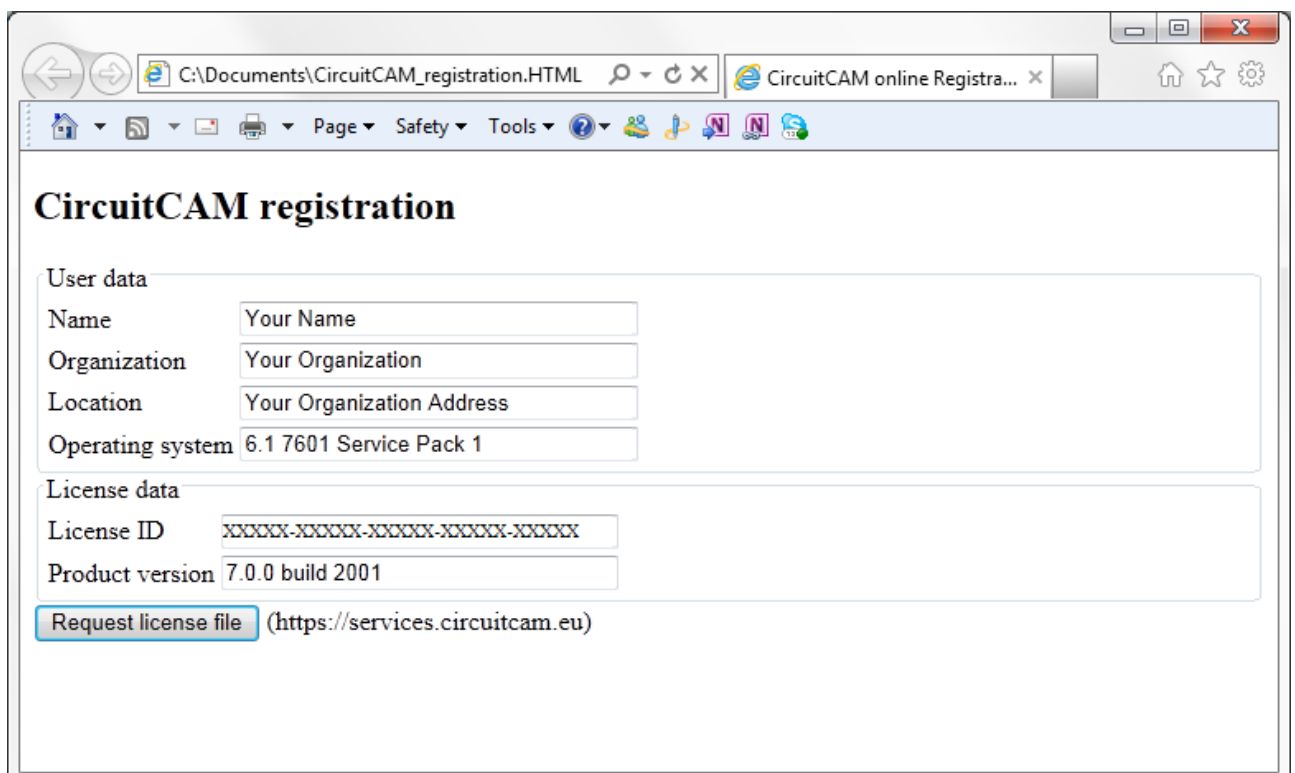 C:\Documents\CircuitCAM_registration.HTML
CircuitCAM online Registra...
Page Safety Tools
CircuitCAM registration
User data
Name Your Name
Organization Your Organization
Location Your Organization Address
Operating system 6.1 7601 Service Pack 1
License data
License ID XXXXX-XXXXX-XXXXX-XXXXX-XXXXX
Product version 7.0.0 build 2001
Request license file (https://services.circuitcam.eu)